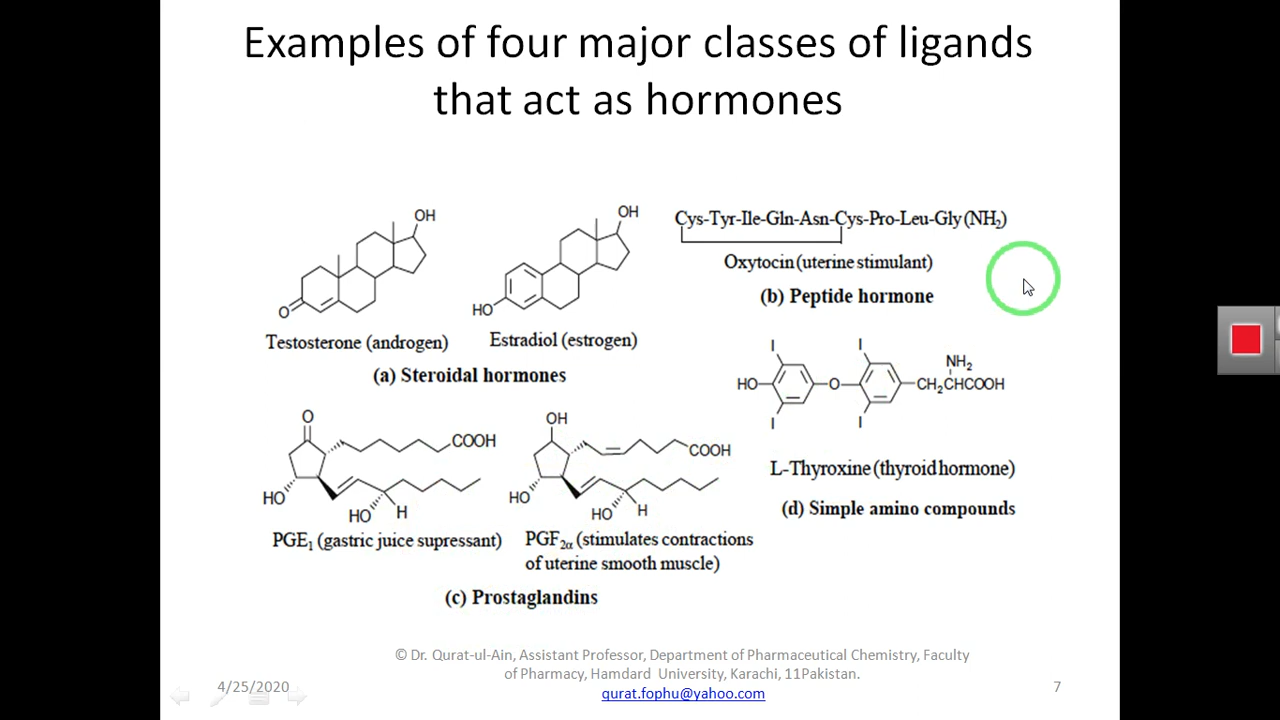 Examples of four major classes of ligands
that act as hormones
OH
O
Testosterone (androgen)
OH
HO
Estradiol (estrogen)
(a) Steroidal hormones
Cys-Tyr-Ile-Gln-Asn-Cys-Pro-Leu-Gly(NH₂)
Oxytocin (uterine stimulant)
(b) Peptide hormone
O
COOH
HO
HO
H
PGE₁ (gastric juice supressant)
OH
COOH
HO
HO
H
PGF₂α (stimulates contractions
of uterine smooth muscle)
(c) Prostaglandins
I
I
NH₂
HO
O
CH₂CHCOOH
I
I
L-Thyroxine (thyroid hormone)
(d) Simple amino compounds
© Dr. Qurat-ul-Ain, Assistant Professor, Department of Pharmaceutical Chemistry, Faculty
of Pharmacy, Hamdard University, Karachi, 11Pakistan.
qurat.fophu@yahoo.com
4/25/2020
7